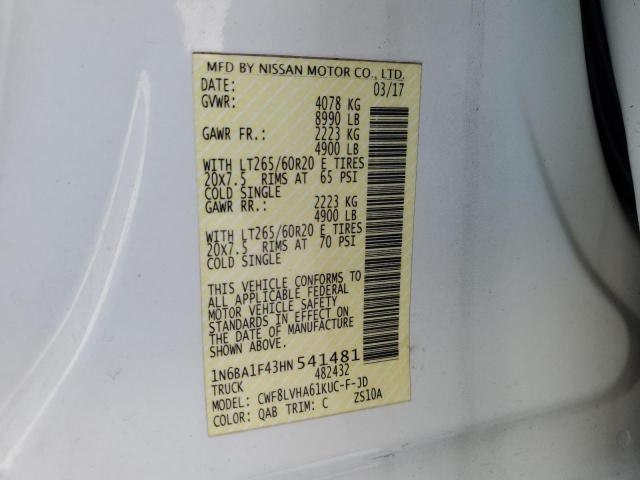 MFD BY NISSAN MOTOR CO., LTD.
DATE: 03/17
GVWR: 4078 KG
8990 LB
GAWR FR.: 2223 KG
4900 LB
WITH LT265/60R20 E TIRES
20X7.5 RIMS AT 65 PSI
COLD SINGLE
GAWR RR.: 2223 KG
4900 LB
WITH LT265/60R20 E TIRES
20X7.5 RIMS AT 70 PSI
COLD SINGLE
THIS VEHICLE CONFORMS TO
ALL APPLICABLE FEDERAL
MOTOR VEHICLE SAFETY
STANDARDS IN EFFECT ON
THE DATE OF MANUFACTURE
SHOWN ABOVE.
1N6BA1F43HN541481
TRUCK 482432
MODEL: CWF8LVHA61KUC-F-JD
COLOR: QAB TRIM: C ZS10A